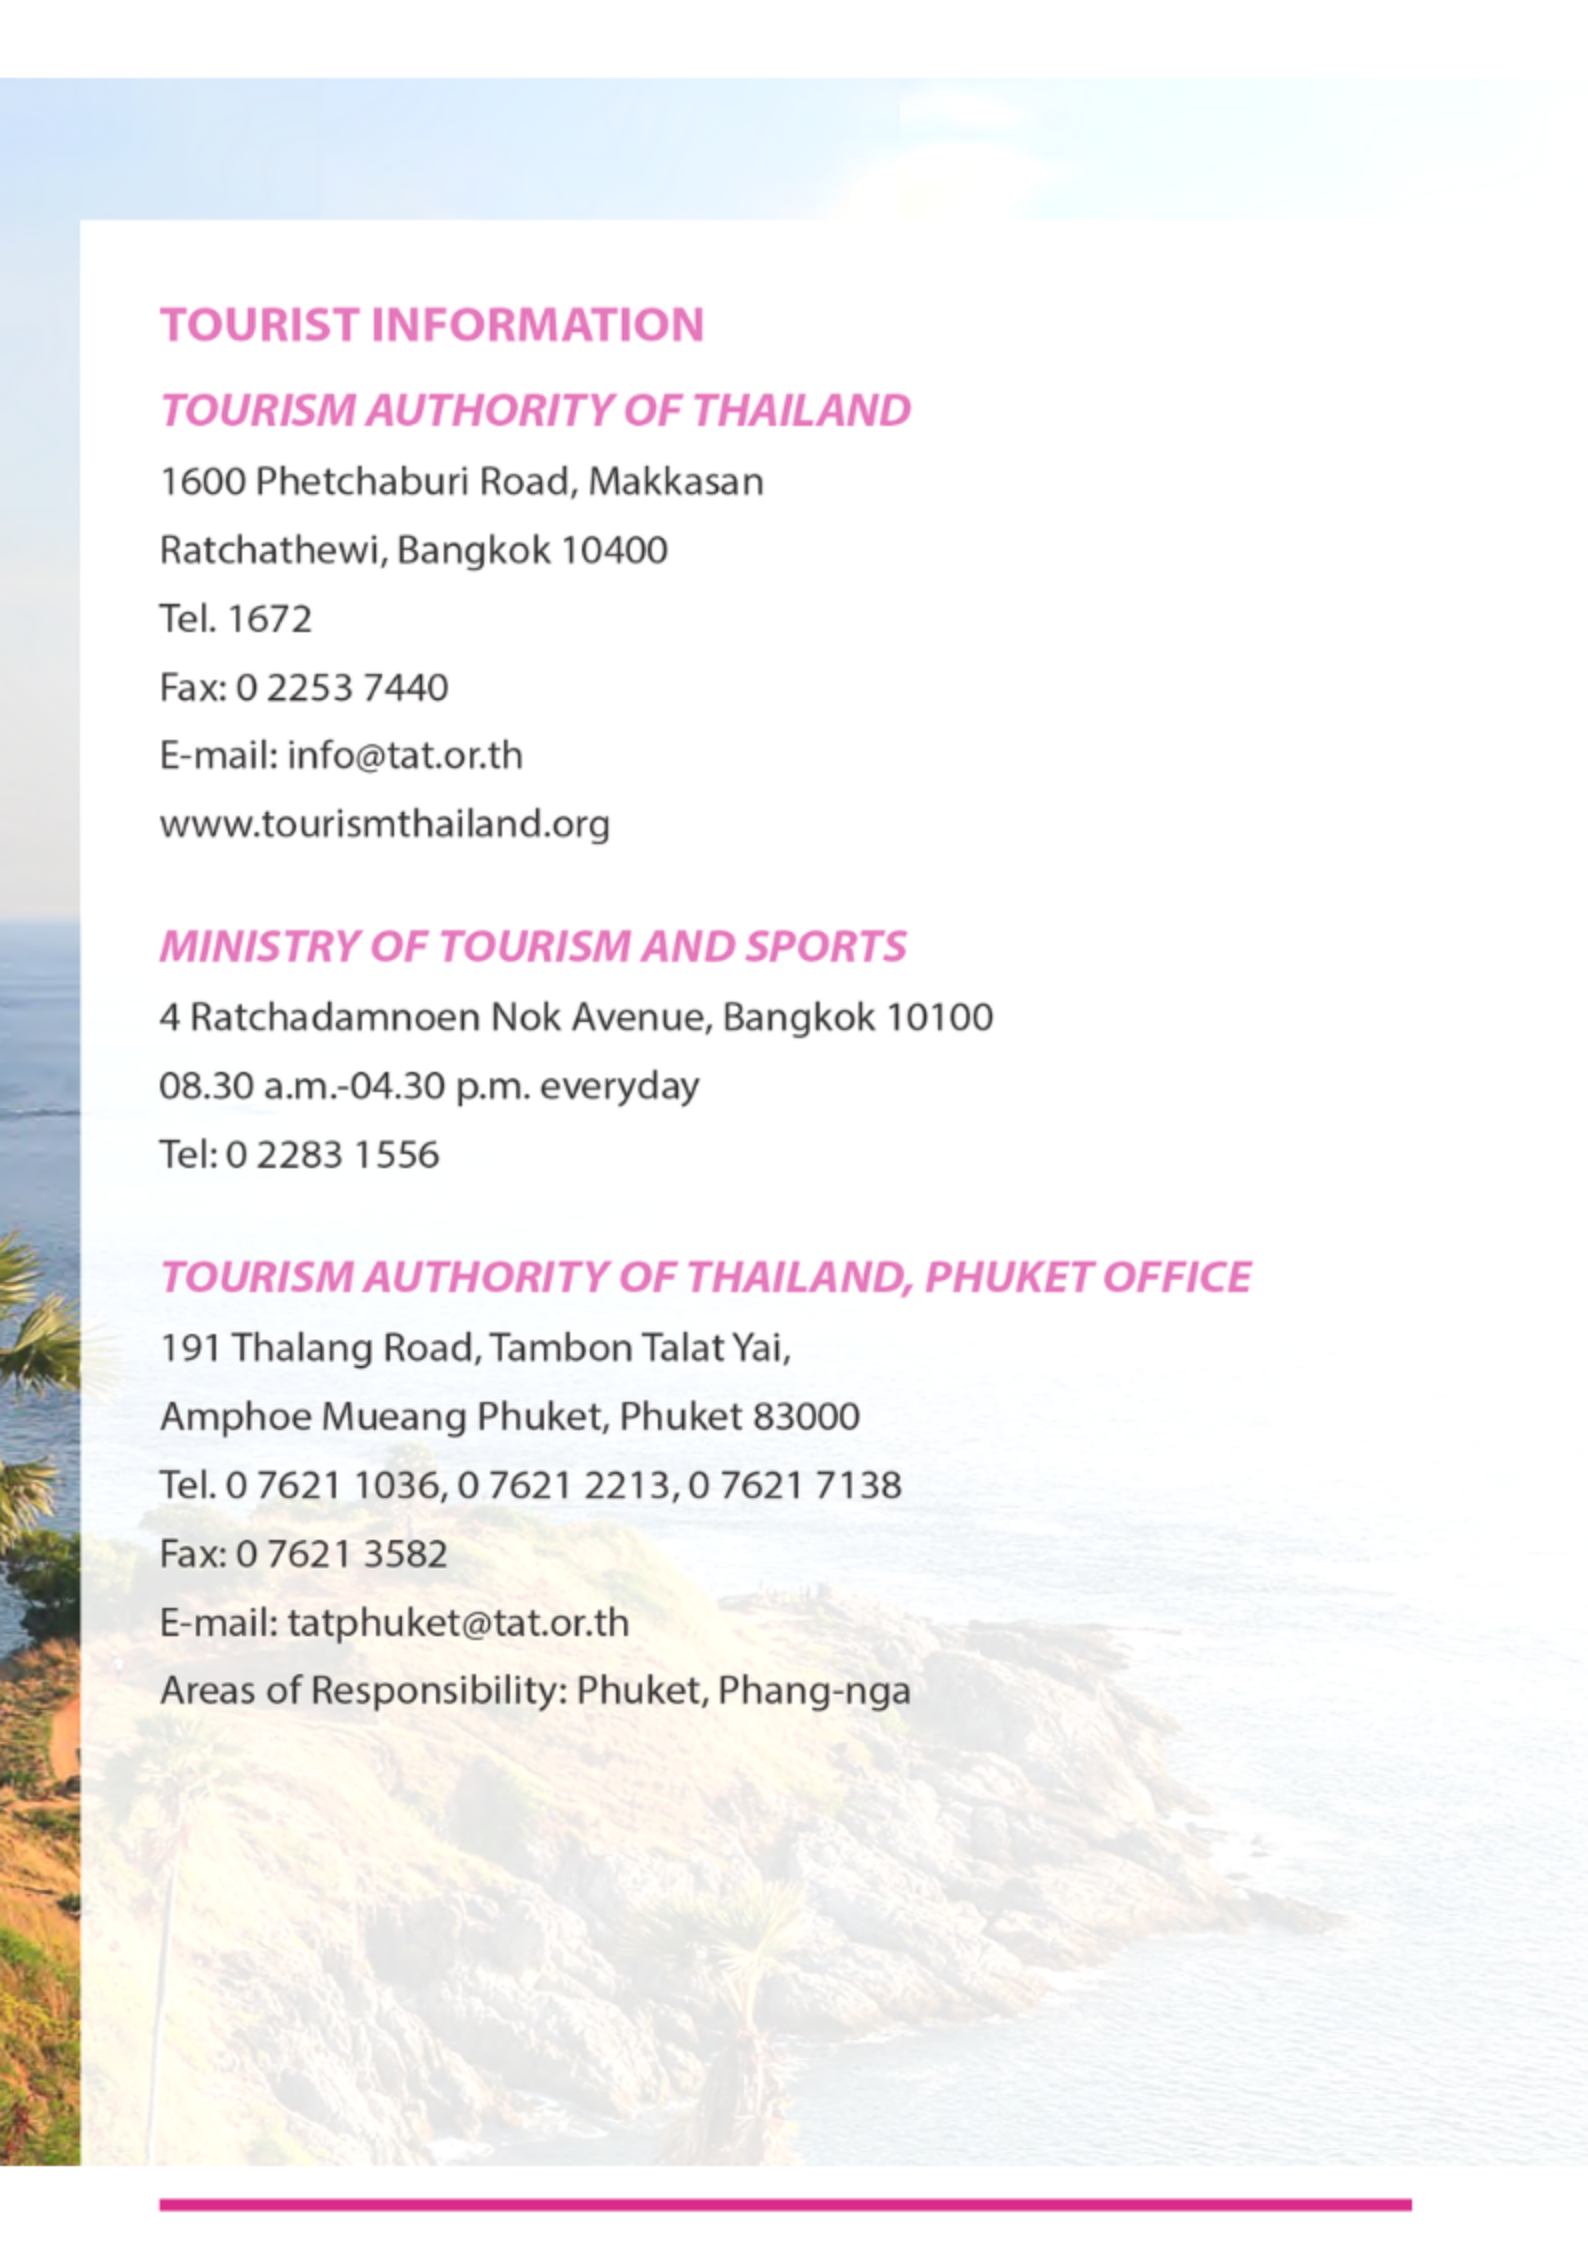 TOURIST INFORMATION
TOURISM AUTHORITY OF THAILAND
1600 Phetchaburi Road, Makkasan
Ratchathewi, Bangkok 10400
Tel. 1672
Fax: 0 2253 7440
E-mail: info@tat.or.th
www.tourismthailand.org
MINISTRY OF TOURISM AND SPORTS
4 Ratchadamnoen Nok Avenue, Bangkok 10100
08.30 a.m.-04.30 p.m. everyday
Tel: 0 2283 1556
TOURISM AUTHORITY OF THAILAND, PHUKET OFFICE
191 Thalang Road, Tambon Talat Yai,
Amphoe Mueang Phuket, Phuket 83000
Tel. 0 7621 1036, 0 7621 2213, 0 7621 7138
Fax: 0 7621 3582
E-mail: tatphuket@tat.or.th
Areas of Responsibility: Phuket, Phang-nga